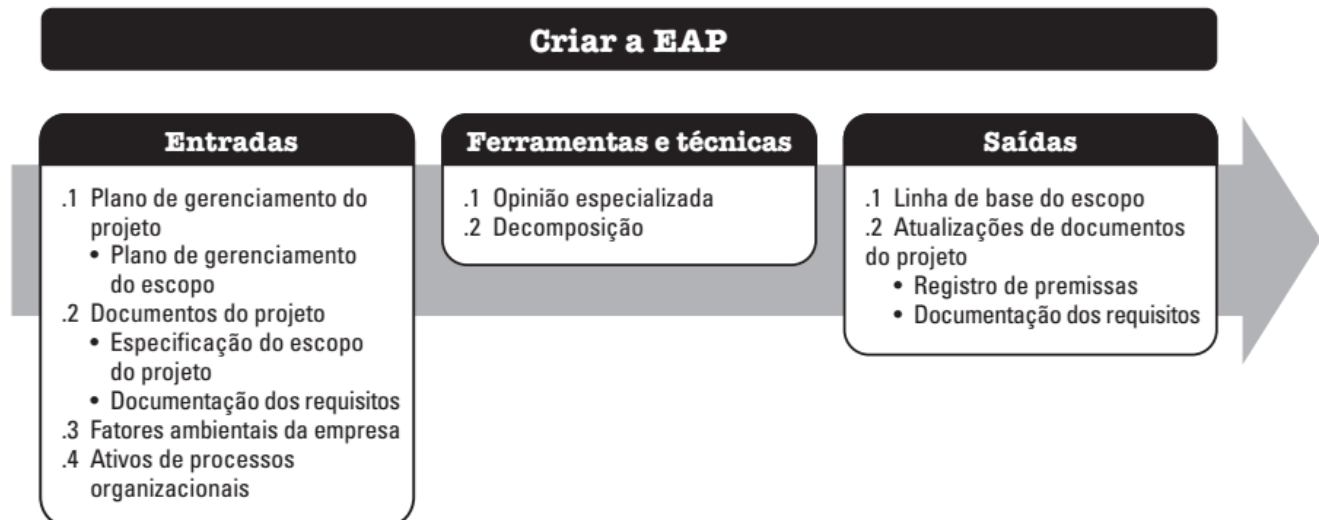 Criar a EAP
Entradas
.1 Plano de gerenciamento do
projeto
• Plano de gerenciamento
do escopo
.2 Documentos do projeto
• Especificação do escopo
do projeto
• Documentação dos requisitos
.3 Fatores ambientais da empresa
.4 Ativos de processos
organizacionais
Ferramentas e técnicas
.1 Opinião especializada
.2 Decomposição
Saídas
.1 Linha de base do escopo
.2 Atualizações de documentos
do projeto
• Registro de premissas
• Documentação dos requisitos